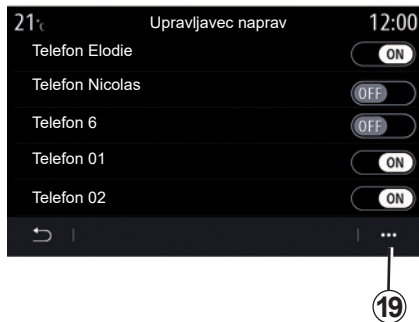 21°c Upravljavec naprav 12:00
Telefon Elodie ON
Telefon Nicolas OFF
Telefon 6 OFF
Telefon 01 ON
Telefon 02 ON
19